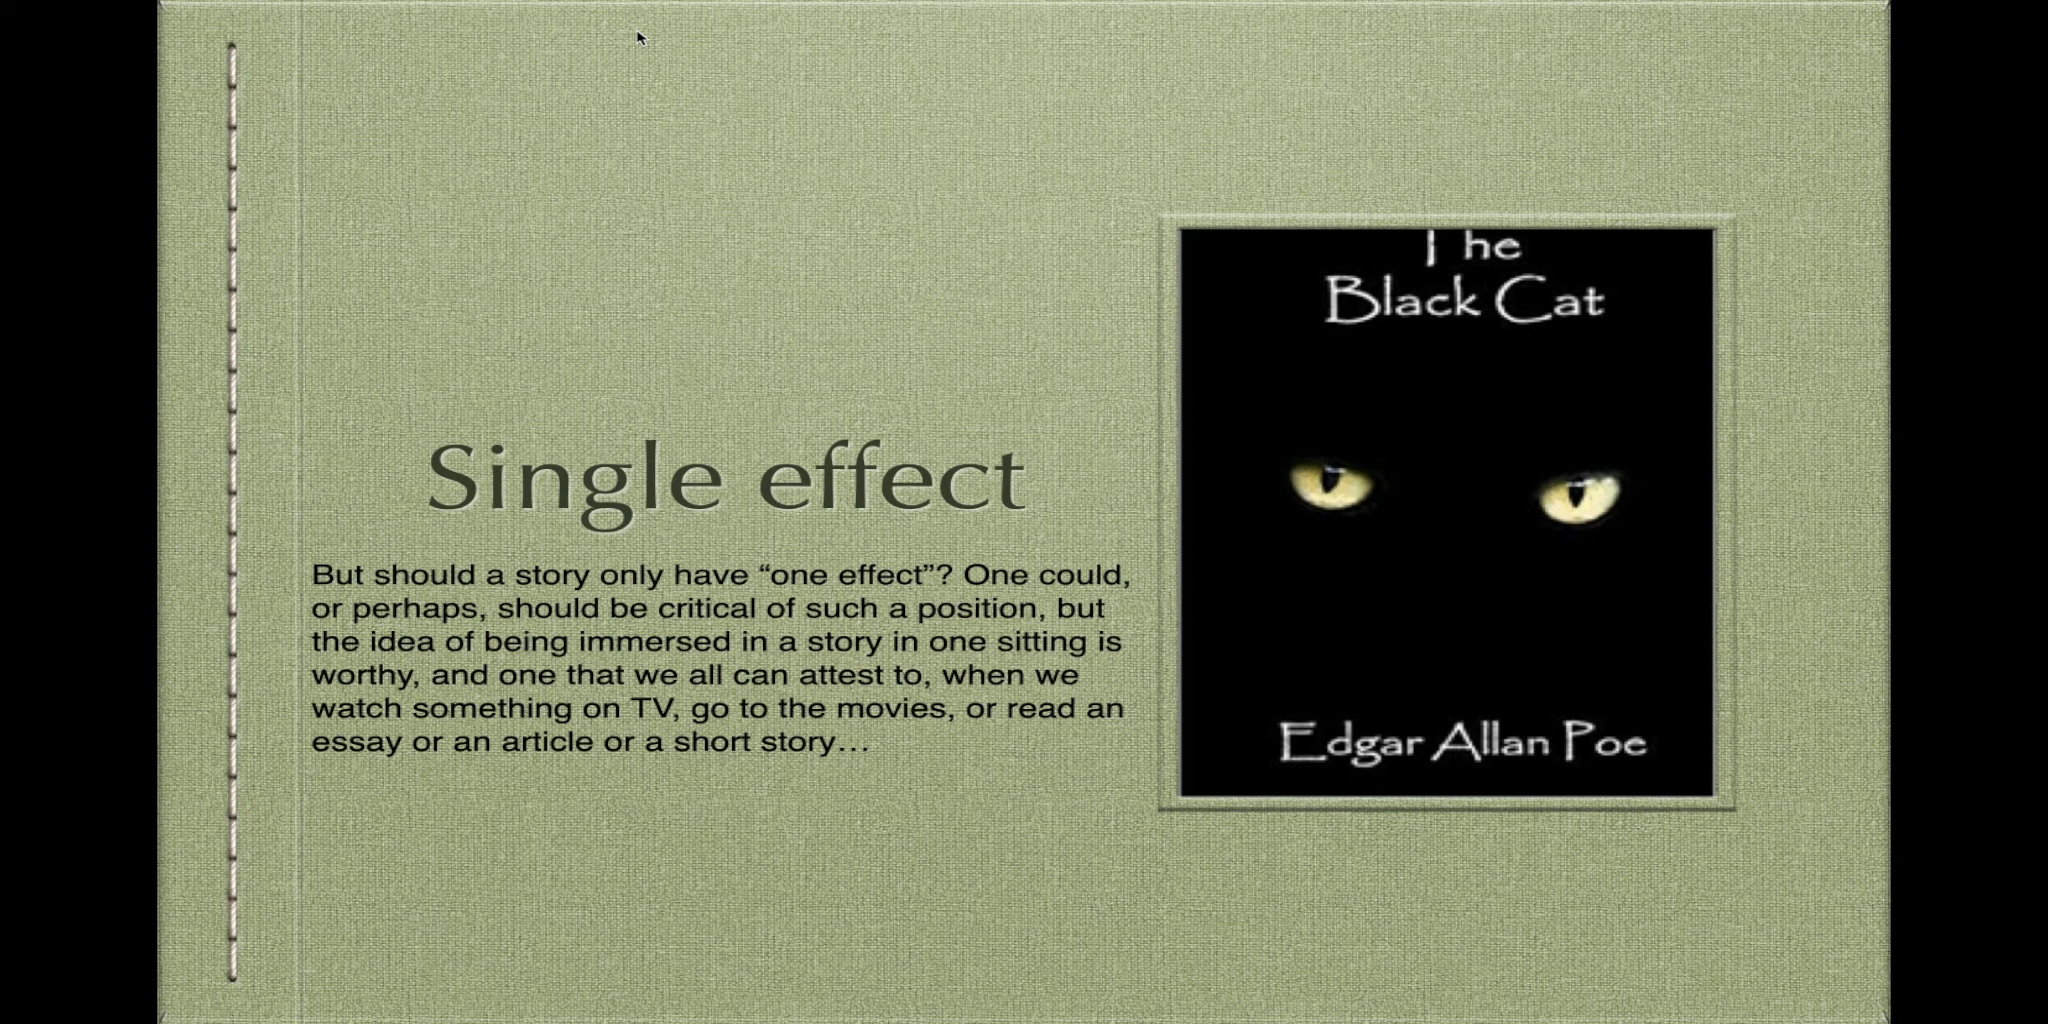 Single effect
But should a story only have “one effect”? One could,
or perhaps, should be critical of such a position, but
the idea of being immersed in a story in one sitting is
worthy, and one that we all can attest to, when we
watch something on TV, go to the movies, or read an
essay or an article or a short story…
The
Black Cat
Edgar Allan Poe